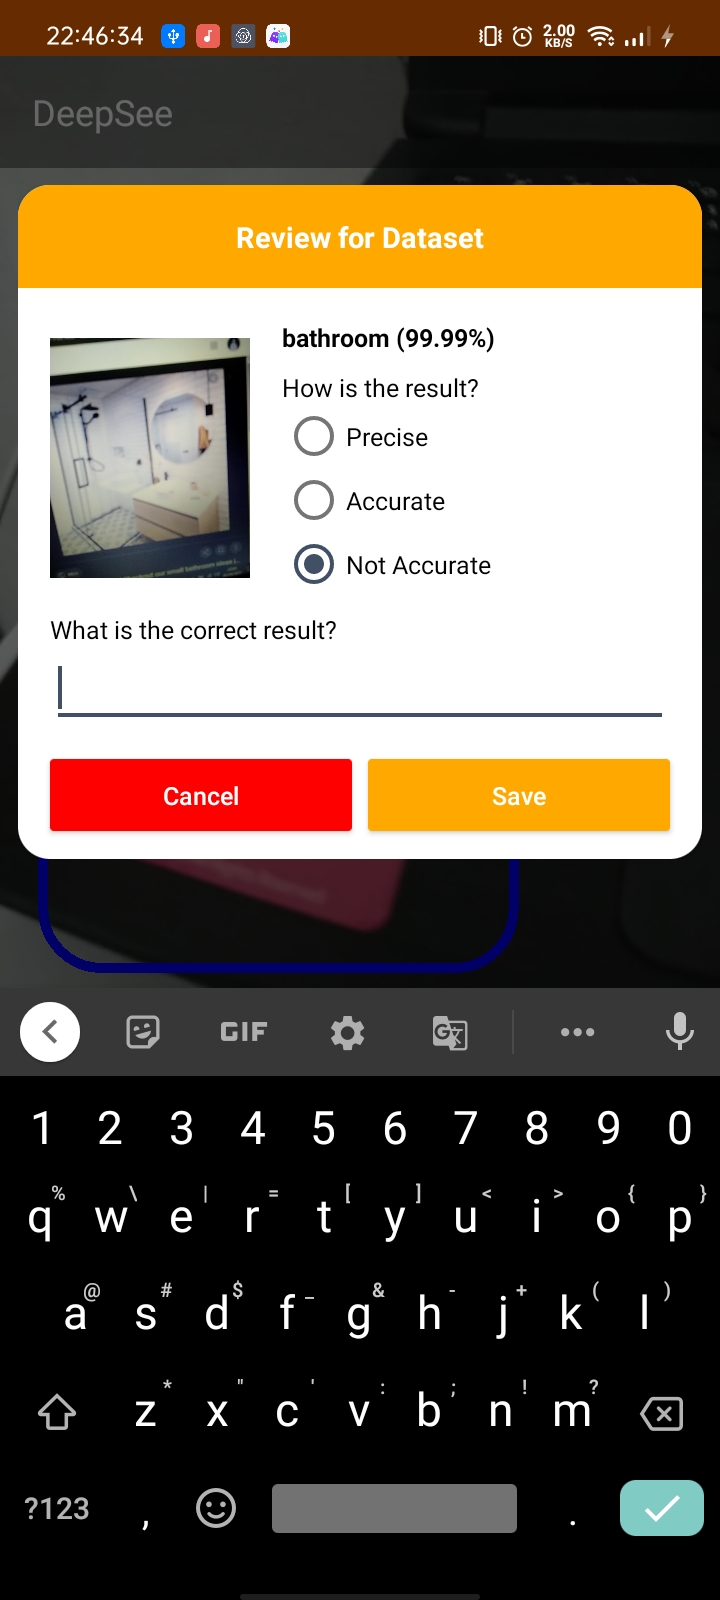 22:46:34
2.00
KB/S
DeepSee
Review for Dataset
bathroom (99.99%)
How is the result?
Precise
Accurate
Not Accurate
What is the correct result?
Cancel
Save
GIF
G
1 2 3 4 5 6 7 8 9 0
% \ | = [ ] < > { }
q w e r t y u i o p
@ # $ _ & - + ( )
a s d f g h j k l
* " ' : ; ! ?
z x c v b n m
?123 , .